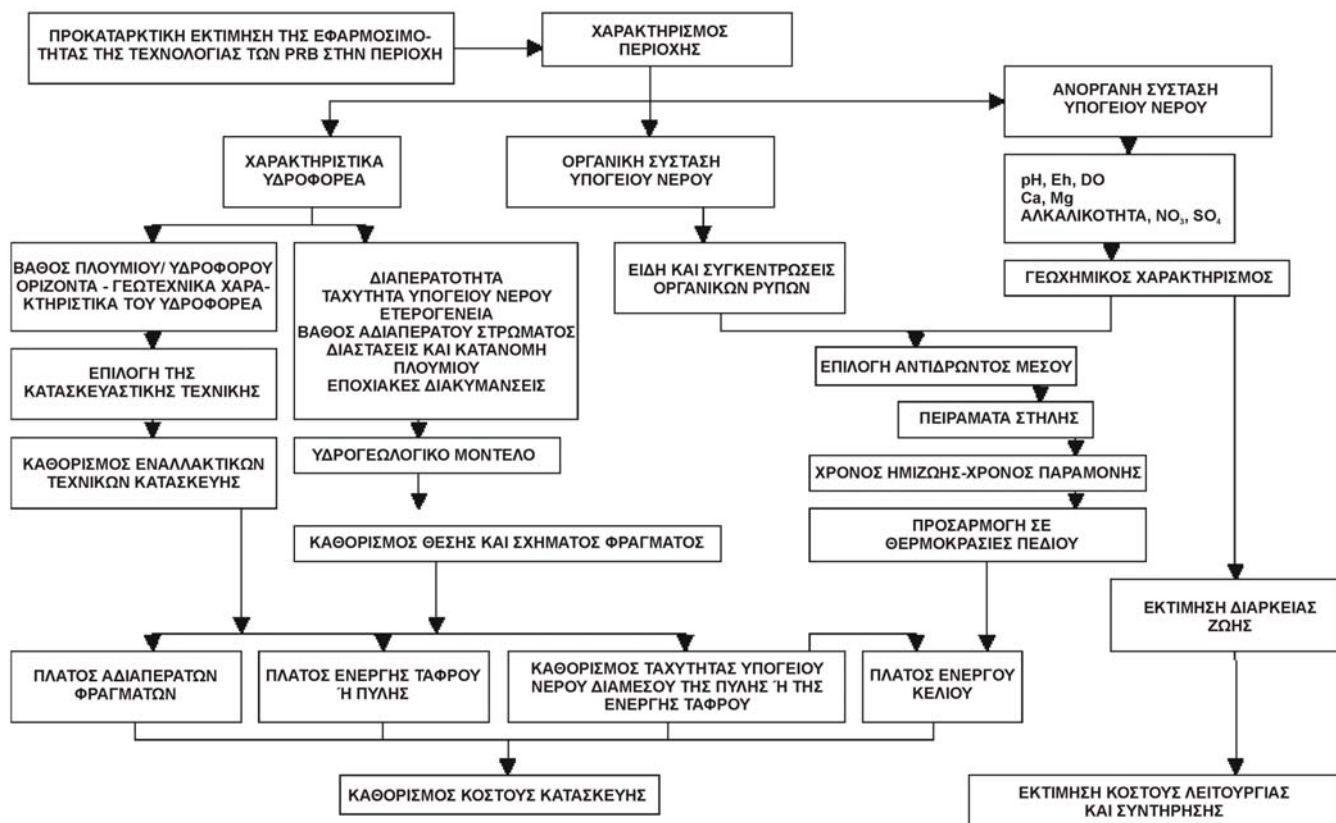 ΠΡΟΚΑΤΑΡΚΤΙΚΗ ΕΚΤΙΜΗΣΗ ΤΗΣ ΕΦΑΡΜΟΣΙΜΟ-
ΤΗΤΑΣ ΤΗΣ ΤΕΧΝΟΛΟΓΙΑΣ ΤΩΝ PRB ΣΤΗΝ ΠΕΡΙΟΧΗ
ΧΑΡΑΚΤΗΡΙΣΜΟΣ
ΠΕΡΙΟΧΗΣ
ΑΝΟΡΓΑΝΗ ΣΥΣΤΑΣΗ
ΥΠΟΓΕΙΟΥ ΝΕΡΟΥ
ΧΑΡΑΚΤΗΡΙΣΤΙΚΑ
ΥΔΡΟΦΟΡΕΑ
ΟΡΓΑΝΙΚΗ ΣΥΣΤΑΣΗ
ΥΠΟΓΕΙΟΥ ΝΕΡΟΥ
pH, Eh, DO
Ca, Mg
ΑΛΚΑΛΙΚΟΤΗΤΑ, NO₃, SO₄
ΒΑΘΟΣ ΠΛΟΥΜΙΟΥ/ ΥΔΡΟΦΟΡΟΥ
ΟΡΙΖΟΝΤΑ - ΓΕΩΤΕΧΝΙΚΑ ΧΑΡΑ-
ΚΤΗΡΙΣΤΙΚΑ ΤΟΥ ΥΔΡΟΦΟΡΕΑ
ΔΙΑΠΕΡΑΤΟΤΗΤΑ
ΤΑΧΥΤΗΤΑ ΥΠΟΓΕΙΟΥ ΝΕΡΟΥ
ΕΤΕΡΟΓΕΝΕΙΑ
ΒΑΘΟΣ ΑΔΙΑΠΕΡΑΤΟΥ ΣΤΡΩΜΑΤΟΣ
ΔΙΑΣΤΑΣΕΙΣ ΚΑΙ ΚΑΤΑΝΟΜΗ
ΠΛΟΥΜΙΟΥ
ΕΠΟΧΙΑΚΕΣ ΔΙΑΚΥΜΑΝΣΕΙΣ
ΕΙΔΗ ΚΑΙ ΣΥΓΚΕΝΤΡΩΣΕΙΣ
ΟΡΓΑΝΙΚΩΝ ΡΥΠΩΝ
ΓΕΩΧΗΜΙΚΟΣ ΧΑΡΑΚΤΗΡΙΣΜΟΣ
ΕΠΙΛΟΓΗ ΤΗΣ
ΚΑΤΑΣΚΕΥΑΣΤΙΚΗΣ ΤΕΧΝΙΚΗΣ
ΕΠΙΛΟΓΗ ΑΝΤΙΔΡΩΝΤΟΣ ΜΕΣΟΥ
ΠΕΙΡΑΜΑΤΑ ΣΤΗΛΗΣ
ΚΑΘΟΡΙΣΜΟΣ ΕΝΑΛΛΑΚΤΙΚΩΝ
ΤΕΧΝΙΚΩΝ ΚΑΤΑΣΚΕΥΗΣ
ΥΔΡΟΓΕΩΛΟΓΙΚΟ ΜΟΝΤΕΛΟ
ΧΡΟΝΟΣ ΗΜΙΖΩΗΣ-ΧΡΟΝΟΣ ΠΑΡΑΜΟΝΗΣ
ΚΑΘΟΡΙΣΜΟΣ ΘΕΣΗΣ ΚΑΙ ΣΧΗΜΑΤΟΣ ΦΡΑΓΜΑΤΟΣ
ΠΡΟΣΑΡΜΟΓΗ ΣΕ
ΘΕΡΜΟΚΡΑΣΙΕΣ ΠΕΔΙΟΥ
ΕΚΤΙΜΗΣΗ ΔΙΑΡΚΕΙΑΣ
ΖΩΗΣ
ΠΛΑΤΟΣ ΑΔΙΑΠΕΡΑΤΩΝ
ΦΡΑΓΜΑΤΩΝ
ΠΛΑΤΟΣ ΕΝΕΡΓΗΣ ΤΑΦΡΟΥ
Ή ΠΥΛΗΣ
ΚΑΘΟΡΙΣΜΟΣ ΤΑΧΥΤΗΤΑΣ ΥΠΟΓΕΙΟΥ
ΝΕΡΟΥ ΔΙΑΜΕΣΟΥ ΤΗΣ ΠΥΛΗΣ Ή ΤΗΣ
ΕΝΕΡΓΗΣ ΤΑΦΡΟΥ
ΠΛΑΤΟΣ ΕΝΕΡΓΟΥ
ΚΕΛΙΟΥ
ΚΑΘΟΡΙΣΜΟΣ ΚΟΣΤΟΥΣ ΚΑΤΑΣΚΕΥΗΣ
ΕΚΤΙΜΗΣΗ ΚΟΣΤΟΥΣ ΛΕΙΤΟΥΡΓΙΑΣ
ΚΑΙ ΣΥΝΤΗΡΗΣΗΣ